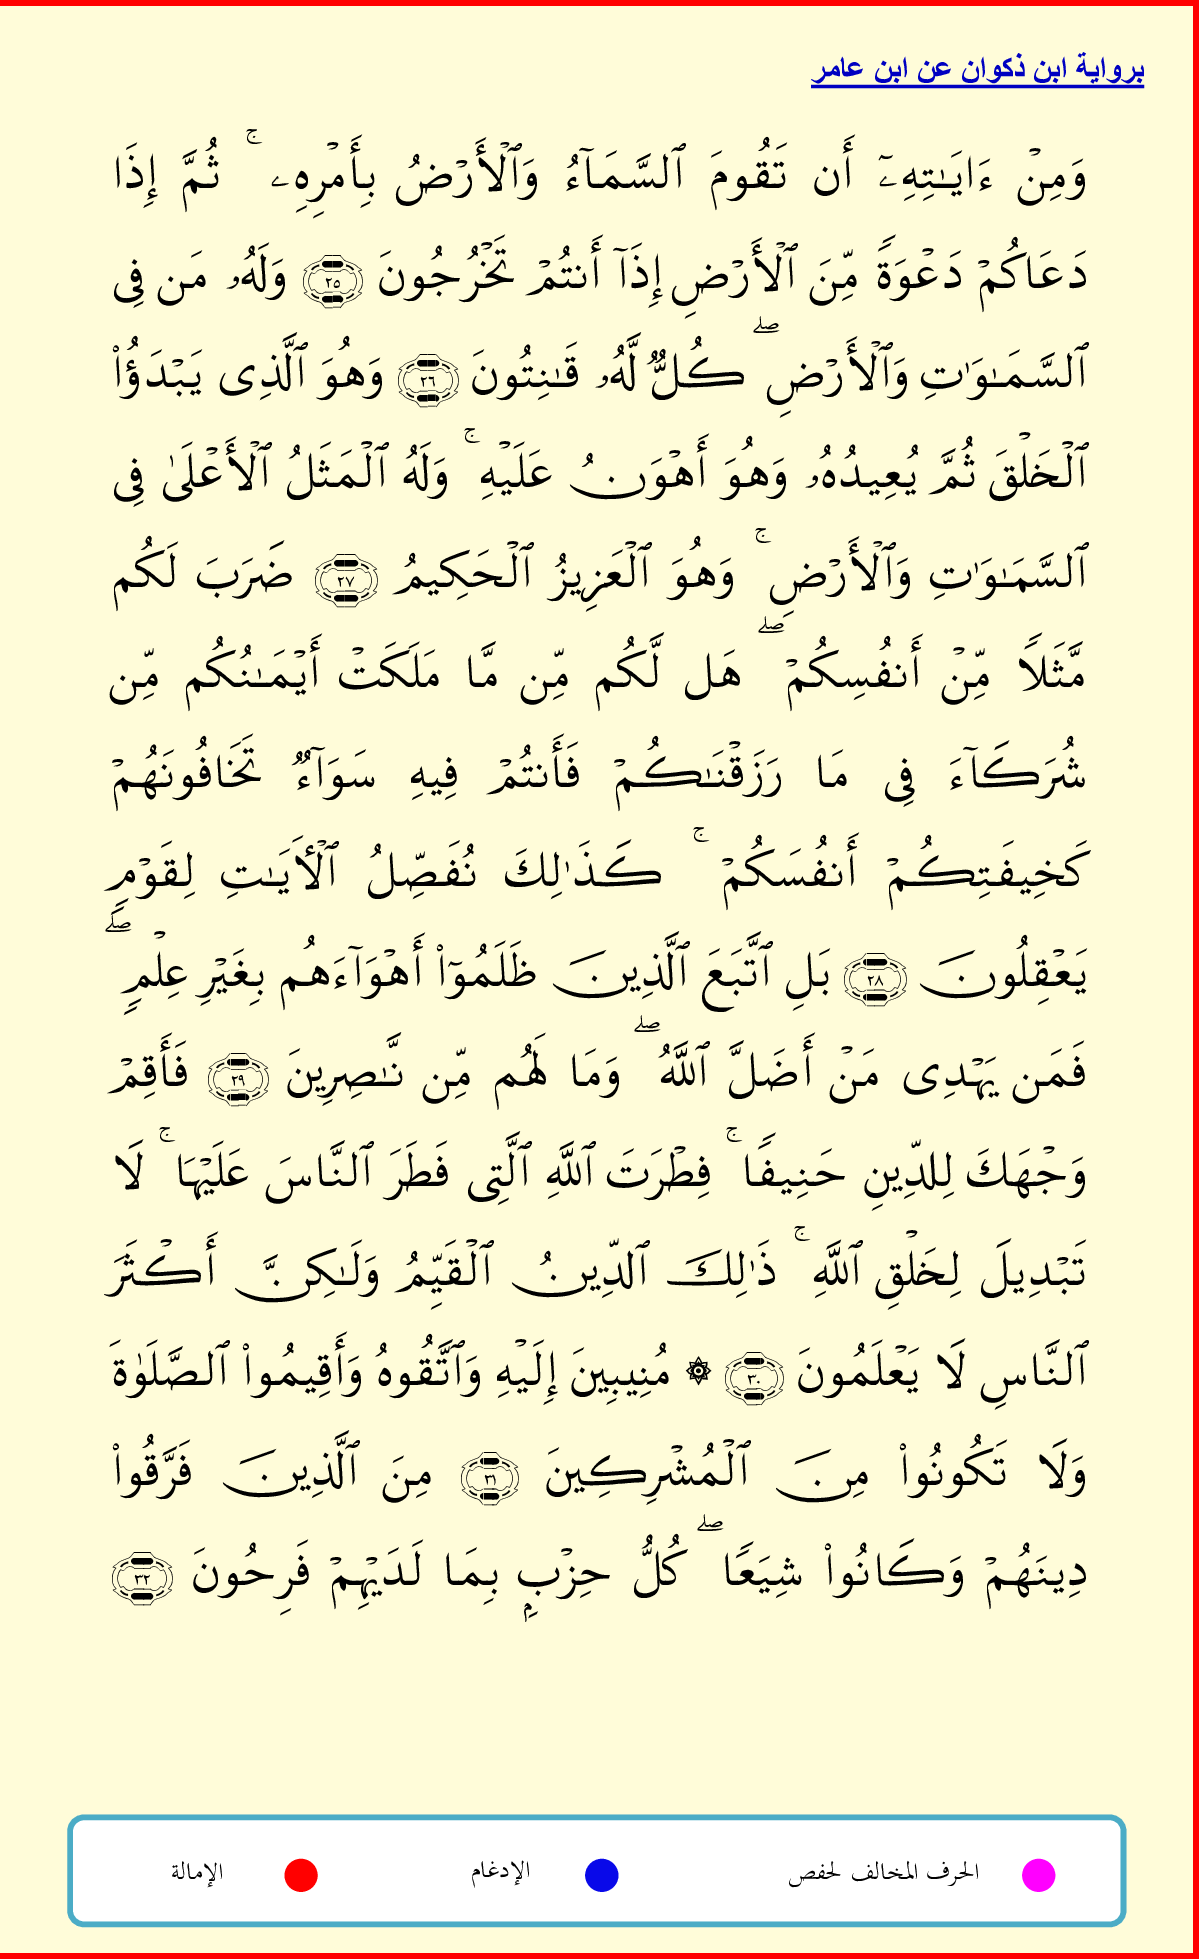 برواية ابن ذكوان عن ابن عامر
وَمِنْ ءَايَـٰتِهِۦٓ أَن تَقُومَ ٱلسَّمَآءُ وَٱلْأَرْضُ بِأَمْرِهِۦ ۚ ثُمَّ إِذَا
دَعَاكُمْ دَعْوَةً مِّنَ ٱلْأَرْضِ إِذَآ أَنتُمْ تَخْرُجُونَ ٢٥ وَلَهُۥ مَن فِى
ٱلسَّمَـٰوَٰتِ وَٱلْأَرْضِ ۖ كُلٌّ لَّهُۥ قَـٰنِتُونَ ٢٦ وَهُوَ ٱلَّذِى يَبْدَؤُا۟
ٱلْخَلْقَ ثُمَّ يُعِيدُهُۥ وَهُوَ أَهْوَنُ عَلَيْهِ ۚ وَلَهُ ٱلْمَثَلُ ٱلْأَعْلَىٰ فِى
ٱلسَّمَـٰوَٰتِ وَٱلْأَرْضِ ۚ وَهُوَ ٱلْعَزِيزُ ٱلْحَكِيمُ ٢٧ ضَرَبَ لَكُم
مَّثَلًا مِّنْ أَنفُسِكُمْ ۖ هَل لَّكُم مِّن مَّا مَلَكَتْ أَيْمَـٰنُكُم مِّن
شُرَكَآءَ فِى مَا رَزَقْنَـٰكُمْ فَأَنتُمْ فِيهِ سَوَآءٌ تَخَافُونَهُمْ
كَخِيفَتِكُمْ أَنفُسَكُمْ ۚ كَذَٰلِكَ نُفَصِّلُ ٱلْأَيَـٰتِ لِقَوْمٍ
يَعْقِلُونَ ٢٨ بَلِ ٱتَّبَعَ ٱلَّذِينَ ظَلَمُوٓا۟ أَهْوَآءَهُم بِغَيْرِ عِلْمٍ ۖ
فَمَن يَهْدِى مَنْ أَضَلَّ ٱللَّهُ ۖ وَمَا لَهُم مِّن نَّـٰصِرِينَ ٢٩ فَأَقِمْ
وَجْهَكَ لِلدِّينِ حَنِيفًا ۚ فِطْرَتَ ٱللَّهِ ٱلَّتِى فَطَرَ ٱلنَّاسَ عَلَيْهَا ۚ لَا
تَبْدِيلَ لِخَلْقِ ٱللَّهِ ۚ ذَٰلِكَ ٱلدِّينُ ٱلْقَيِّمُ وَلَـٰكِنَّ أَكْثَرَ
ٱلنَّاسِ لَا يَعْلَمُونَ ٣٠ ۞ مُنِيبِينَ إِلَيْهِ وَٱتَّقُوهُ وَأَقِيمُوا۟ ٱلصَّلَوٰةَ
وَلَا تَكُونُوا۟ مِنَ ٱلْمُشْرِكِينَ ٣١ مِنَ ٱلَّذِينَ فَرَّقُوا۟
دِينَهُمْ وَكَانُوا۟ شِيَعًا ۖ كُلُّ حِزْبٍۭ بِمَا لَدَيْهِمْ فَرِحُونَ ٣٢
الحرف المخالف لحفص الإدغام الإمالة